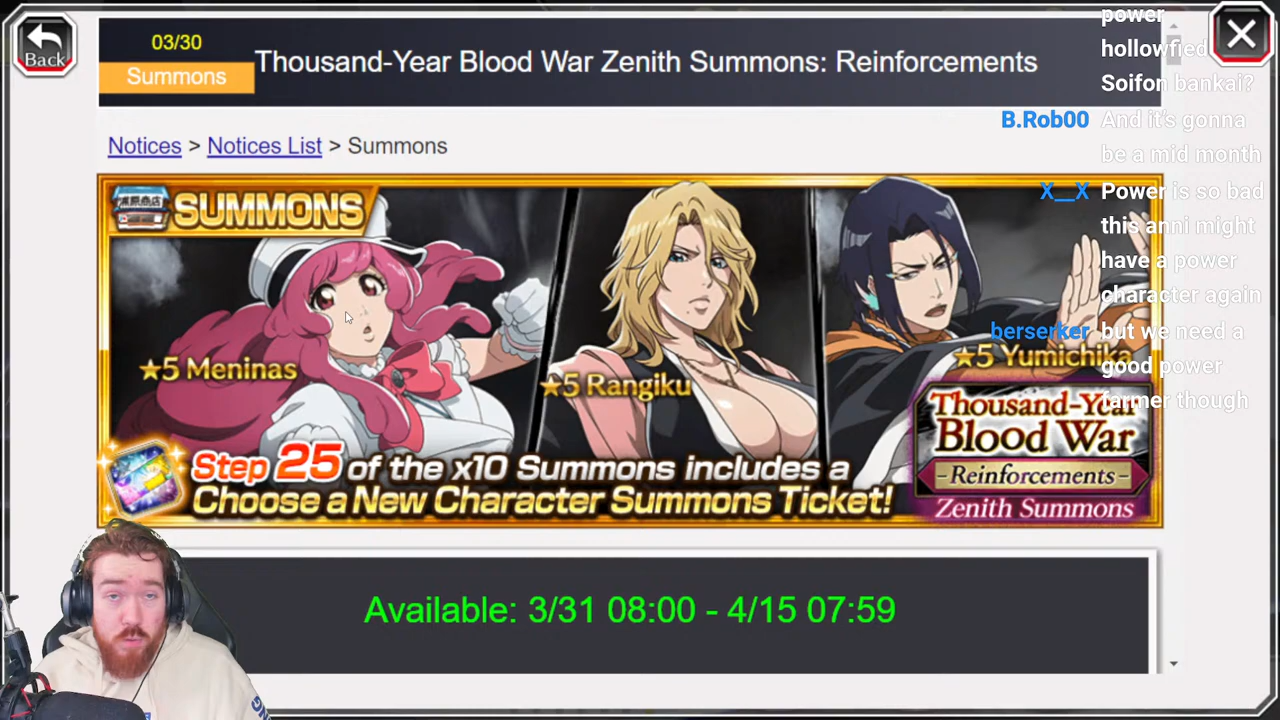 Back
03/30
Summons
Thousand-Year Blood War Zenith Summons: Reinforcements
Notices > Notices List > Summons
SUMMONS
★5 Meninas
★5 Rangiku
★5 Yumichika
Step 25 of the x10 Summons includes a
Choose a New Character Summons Ticket!
Thousand-Year
Blood War
-Reinforcements-
Zenith Summons
Available: 3/31 08:00 - 4/15 07:59
power
hollowfied
Soifon bankai?
B.Rob00 And it's gonna
be a mid month
X__X Power is so bad
this anni might
have a power
character again
berserker but we need a
good power
farmer though